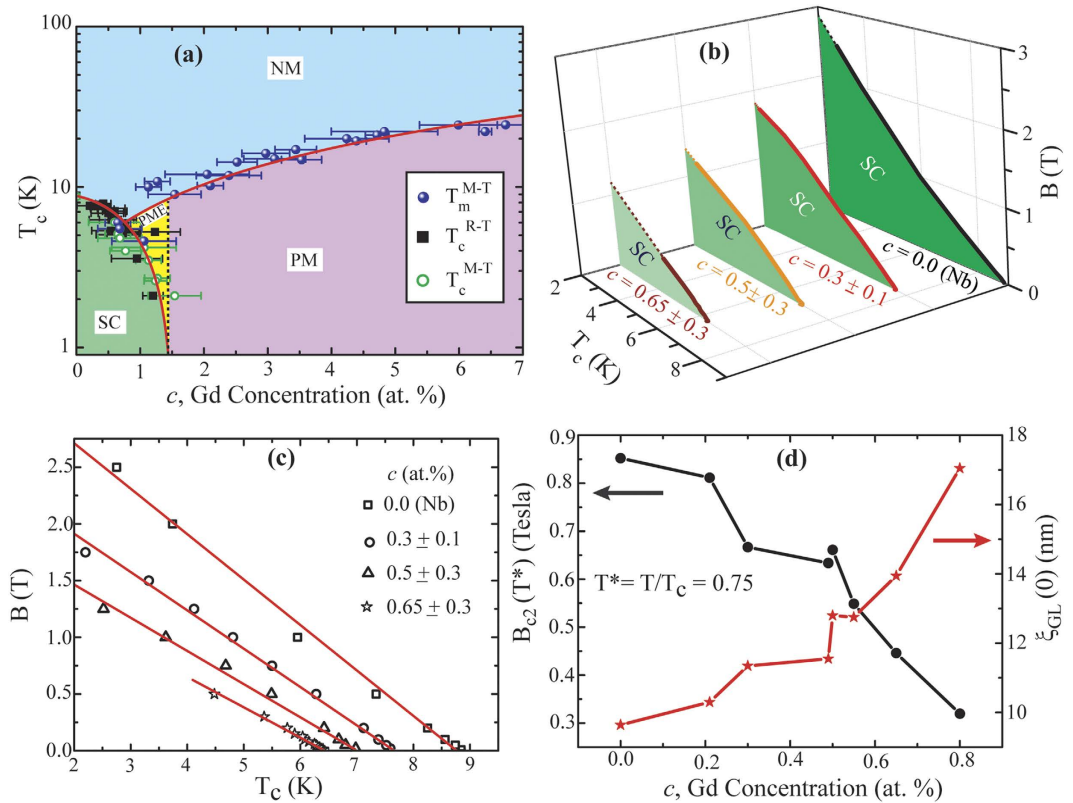 (a)
NM
PME
PM
SC
T_m^{M-T}
T_c^{R-T}
T_c^{M-T}
T_c (K)
100
10
1
0 1 2 3 4 5 6 7
c, Gd Concentration (at. %)
(b)
SC
SC
SC
SC
c = 0.0 (Nb)
c = 0.3 ± 0.1
c = 0.5 ± 0.3
c = 0.65 ± 0.3
B (T)
3
2
1
0
T_c (K)
2 4 6 8
(c)
c (at.%)
0.0 (Nb)
0.3 ± 0.1
0.5 ± 0.3
0.65 ± 0.3
B (T)
2.5
2.0
1.5
1.0
0.5
0.0
2 3 4 5 6 7 8 9
T_c (K)
(d)
T*= T/T_c = 0.75
B_{c2} (T*) (Tesla)
0.9
0.8
0.7
0.6
0.5
0.4
0.3
ξ_{GL}(0) (nm)
18
16
14
12
10
0.0 0.2 0.4 0.6 0.8
c, Gd Concentration (at. %)